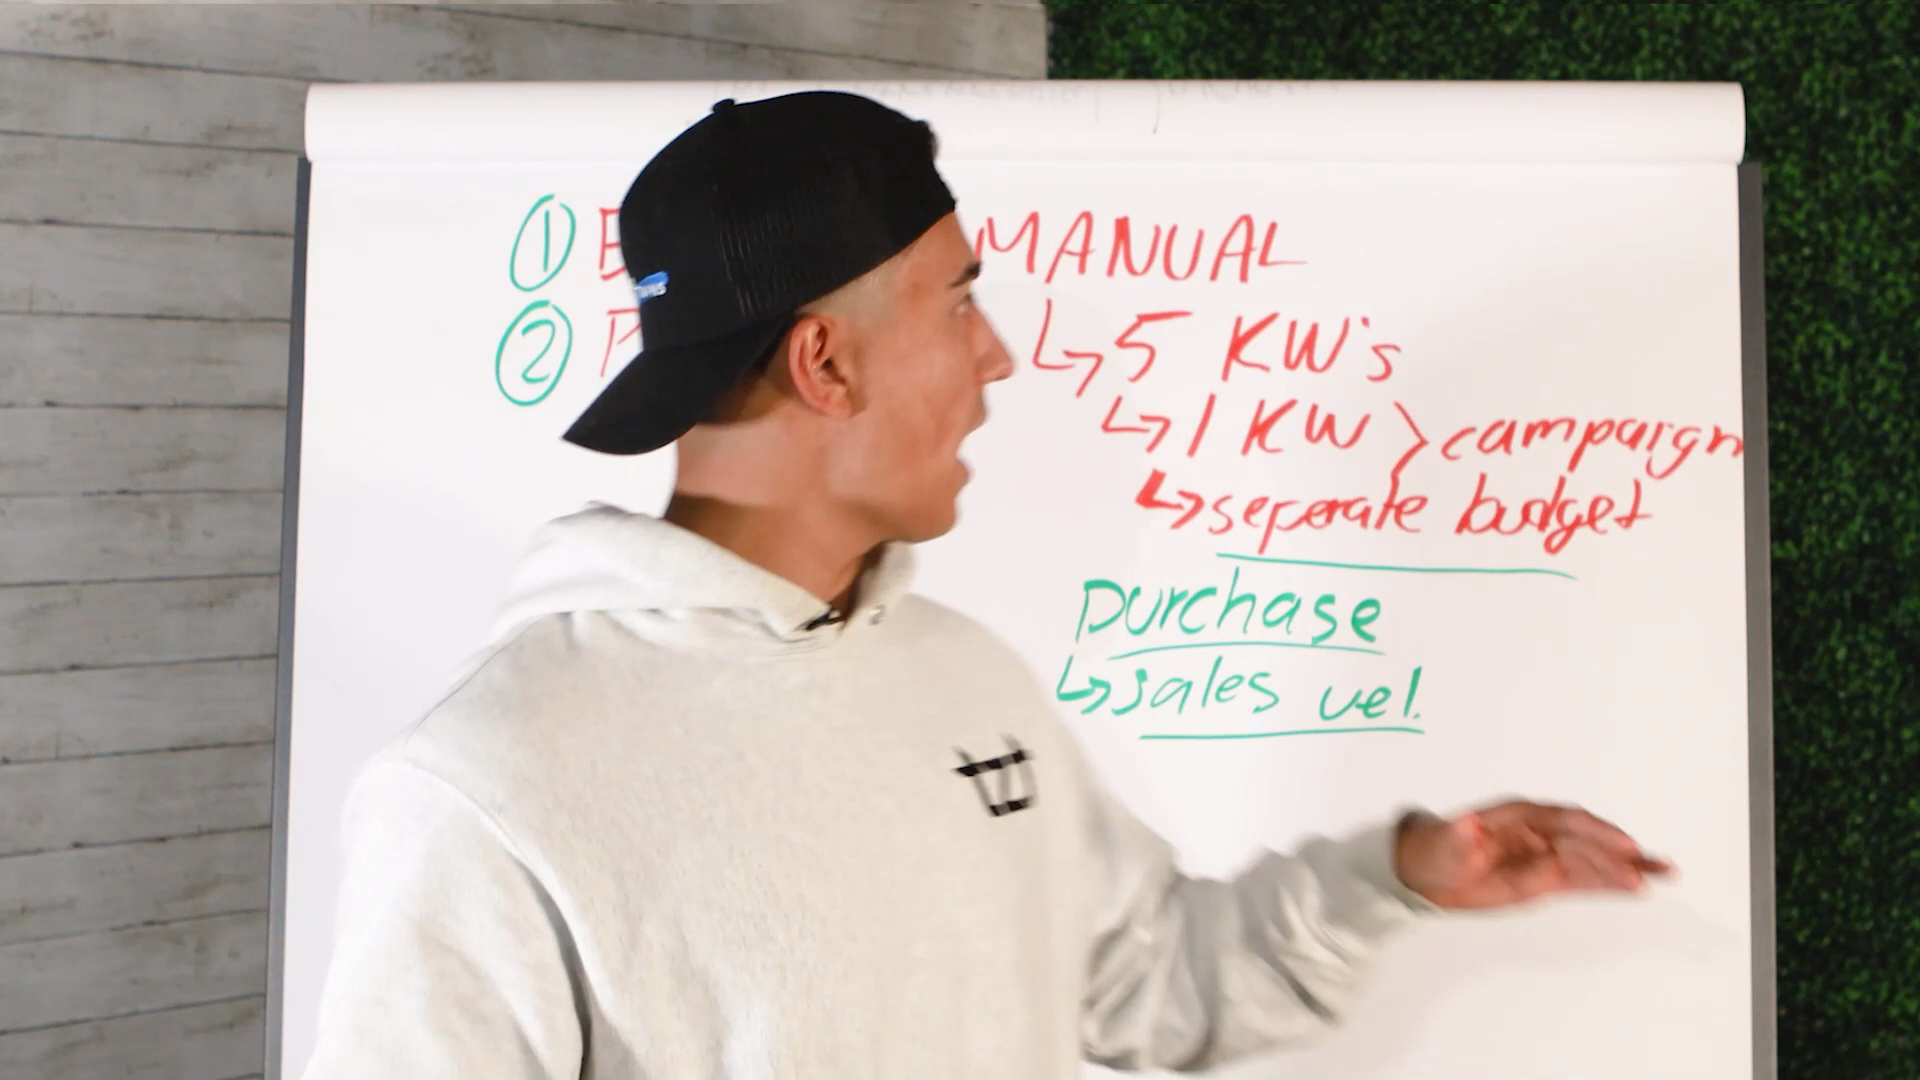 ① MANUAL
② ↳ 5 KW's
↳ 1 KW } campaign
↳ seperate budget
purchase
↳ sales vel.